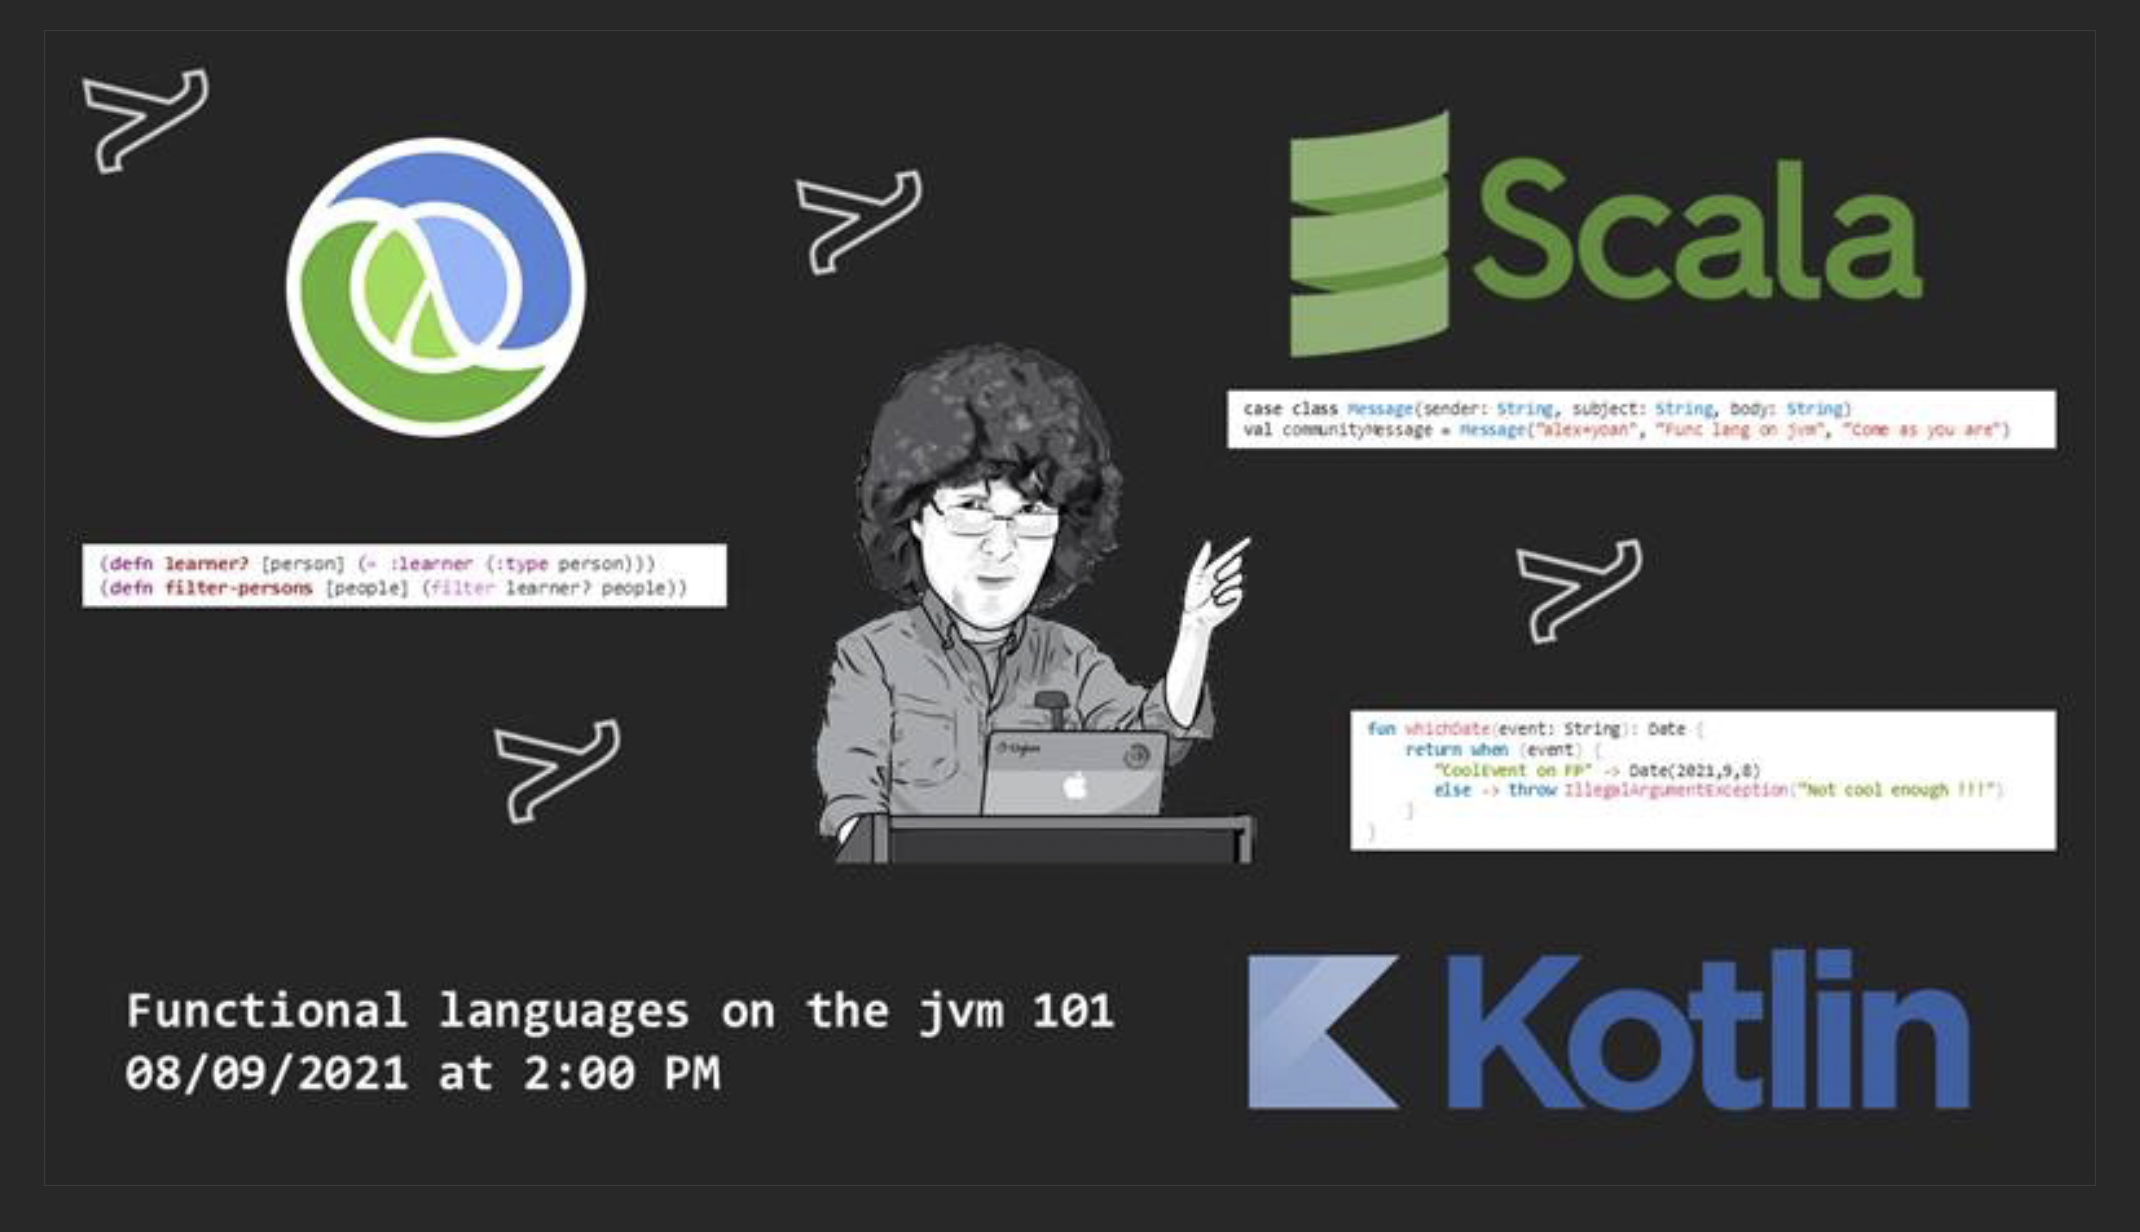 Scala
case class Message(sender: String, subject: String, body: String)
val communityMessage = Message("alex+yoan", "Func lang on jvm", "Come as you are")
(defn learner? [person] (= :learner (:type person)))
(defn filter-persons [people] (filter learner? people))
fun whichDate(event: String): Date {
return when (event) {
"CoolEvent on FP" -> Date(2021,9,8)
else -> throw IllegalArgumentException("Not cool enough !!!")
}
}
Functional languages on the jvm 101
08/09/2021 at 2:00 PM
Kotlin